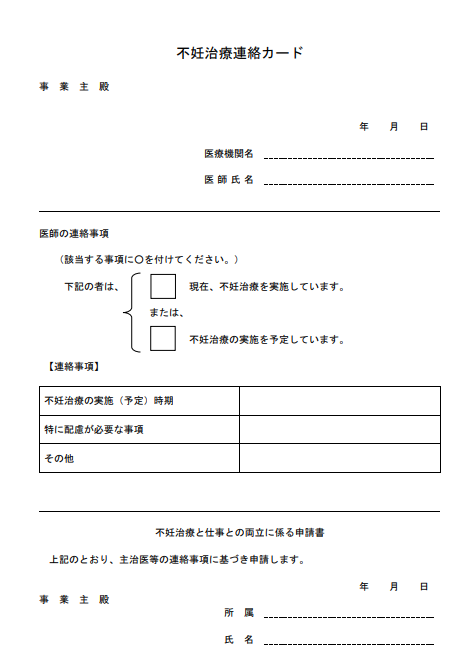 不妊治療連絡カード
事　業　主　殿
年　　月　　日
医療機関名
医 師 氏 名
医師の連絡事項
（該当する事項に○を付けてください。）
下記の者は、
現在、不妊治療を実施しています。
または、
不妊治療の実施を予定しています。
【連絡事項】
不妊治療の実施（予定）時期
特に配慮が必要な事項
その他
不妊治療と仕事との両立に係る申請書
上記のとおり、主治医等の連絡事項に基づき申請します。
年　　月　　日
事　業　主　殿
所　属
氏　名